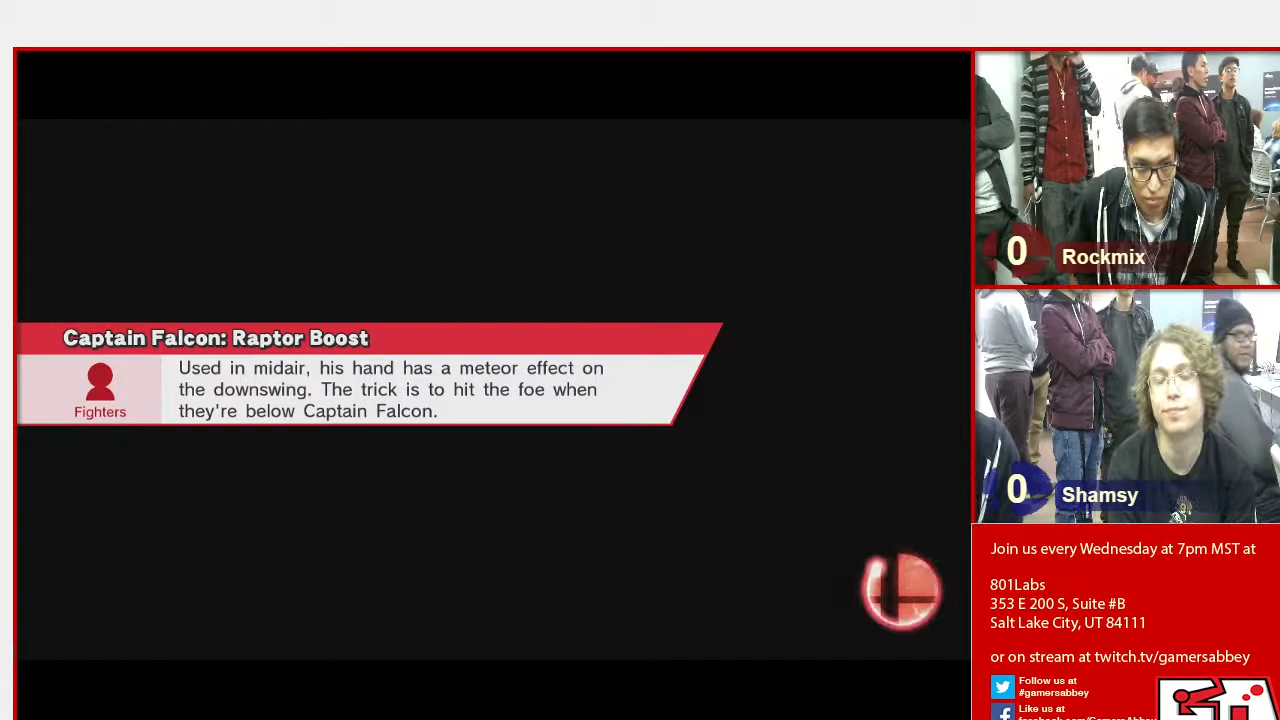 Captain Falcon: Raptor Boost
Fighters
Used in midair, his hand has a meteor effect on
the downswing. The trick is to hit the foe when
they're below Captain Falcon.
0
Rockmix
0
Shamsy
Join us every Wednesday at 7pm MST at
801Labs
353 E 200 S, Suite #B
Salt Lake City, UT 84111
or on stream at twitch.tv/gamersabbey
Follow us at
#gamersabbey
Like us at
facebook.com/GamersAbbey